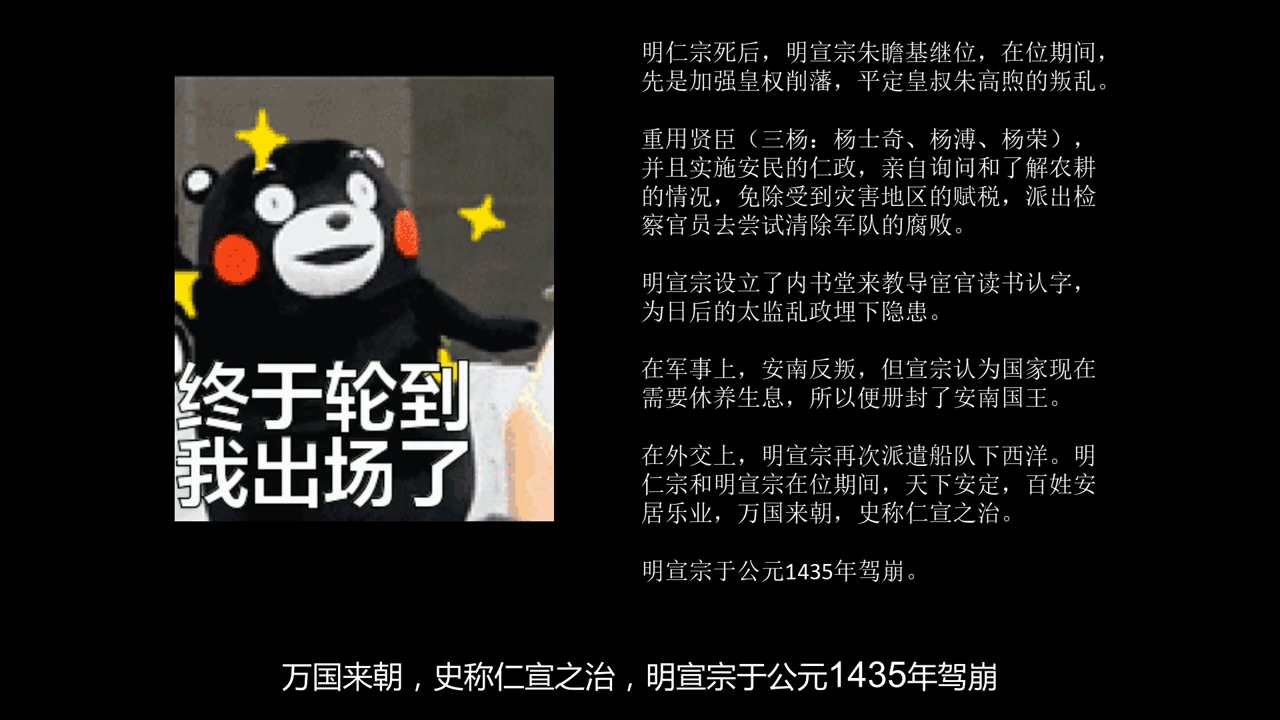 终于轮到
我出场了
明仁宗死后，明宣宗朱瞻基继位，在位期间，
先是加强皇权削藩，平定皇叔朱高煦的叛乱。
重用贤臣（三杨：杨士奇、杨溥、杨荣），
并且实施安民的仁政，亲自询问和了解农耕
的情况，免除受到灾害地区的赋税，派出检
察官员去尝试清除军队的腐败。
明宣宗设立了内书堂来教导宦官读书认字，
为日后的太监乱政埋下隐患。
在军事上，安南反叛，但宣宗认为国家现在
需要休养生息，所以便册封了安南国王。
在外交上，明宣宗再次派遣船队下西洋。明
仁宗和明宣宗在位期间，天下安定，百姓安
居乐业，万国来朝，史称仁宣之治。
明宣宗于公元1435年驾崩。
万国来朝，史称仁宣之治，明宣宗于公元1435年驾崩